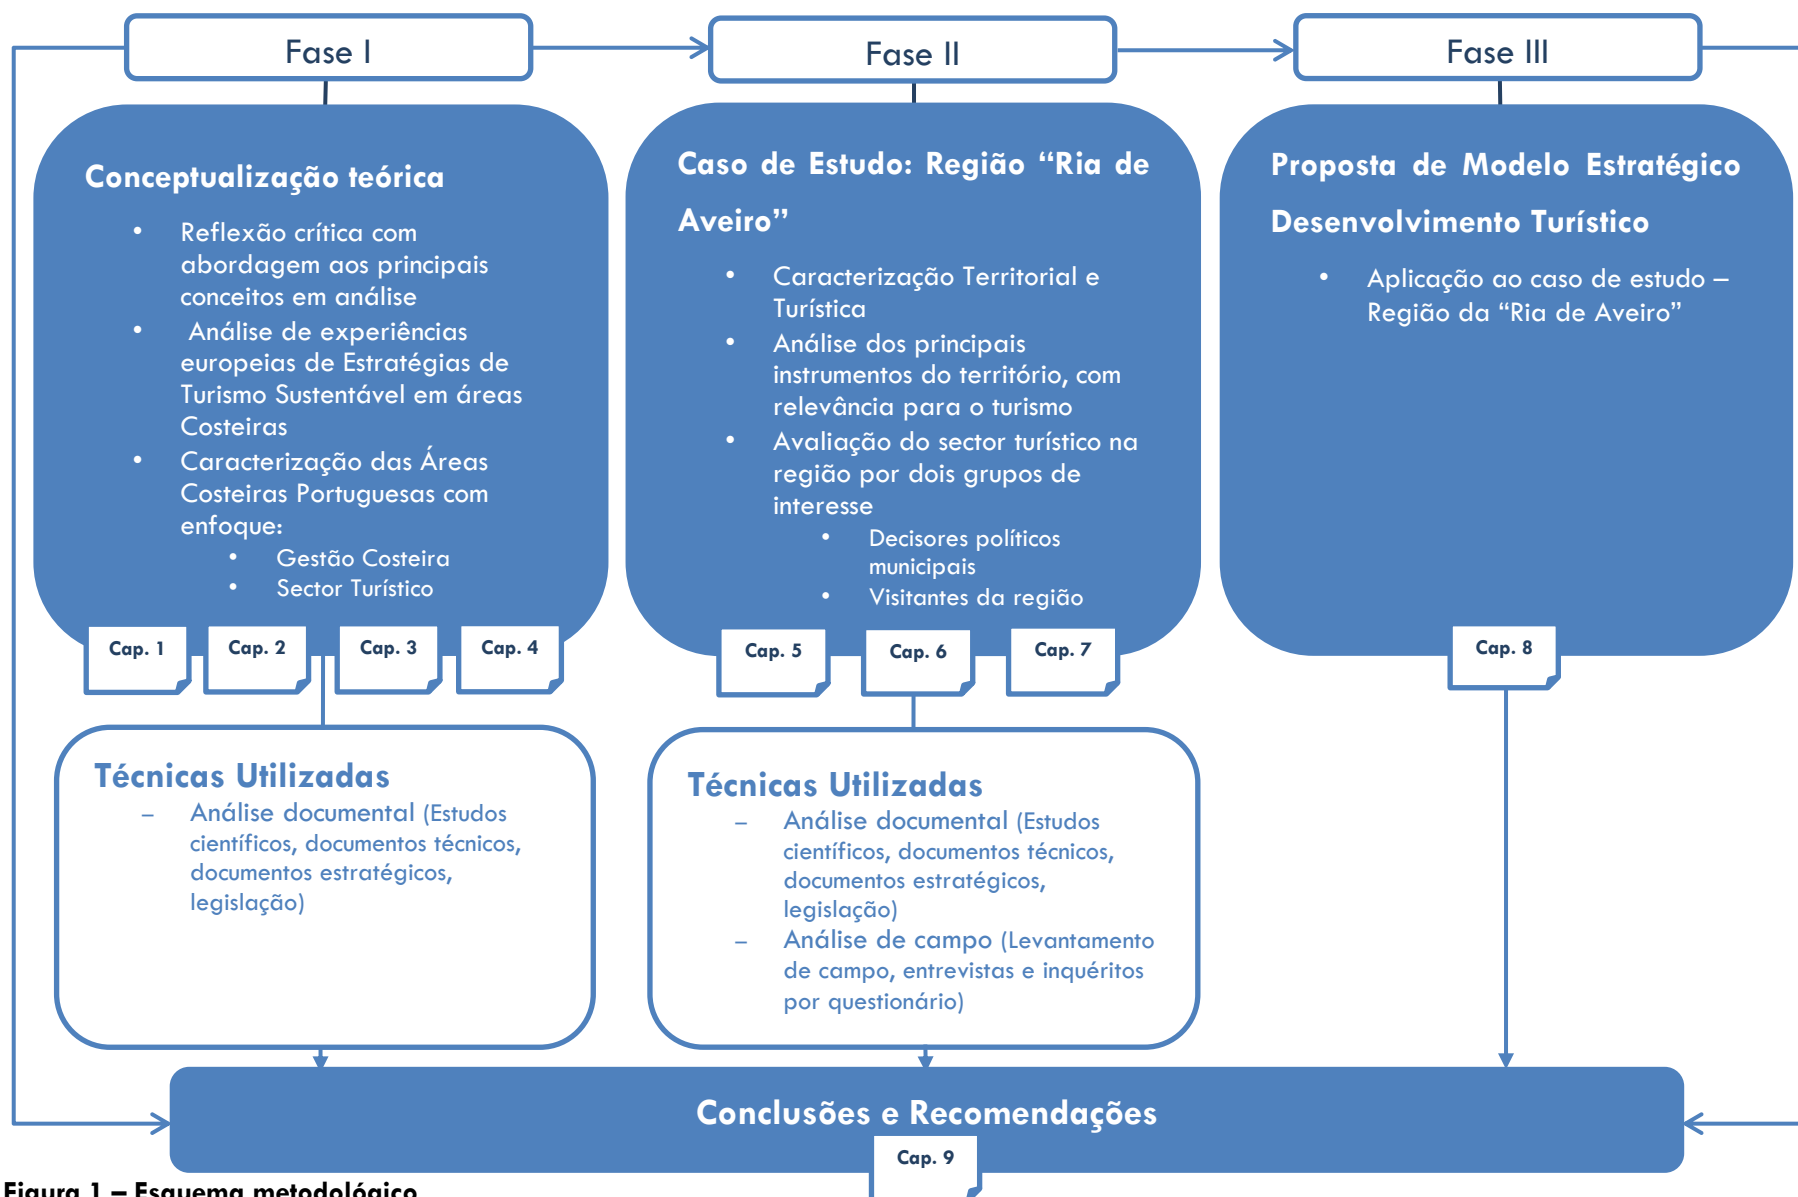 Fase I
Fase II
Fase III
Conceptualização teórica
• Reflexão crítica com
abordagem aos principais
conceitos em análise
• Análise de experiências
europeias de Estratégias de
Turismo Sustentável em áreas
Costeiras
• Caracterização das Áreas
Costeiras Portuguesas com
enfoque:
• Gestão Costeira
• Sector Turístico
Cap. 1
Cap. 2
Cap. 3
Cap. 4
Caso de Estudo: Região “Ria de
Aveiro”
• Caracterização Territorial e
Turística
• Análise dos principais
instrumentos do território, com
relevância para o turismo
• Avaliação do sector turístico na
região por dois grupos de
interesse
• Decisores políticos
municipais
• Visitantes da região
Cap. 5
Cap. 6
Cap. 7
Proposta de Modelo Estratégico
Desenvolvimento Turístico
• Aplicação ao caso de estudo –
Região da “Ria de Aveiro”
Cap. 8
Técnicas Utilizadas
– Análise documental (Estudos
científicos, documentos técnicos,
documentos estratégicos,
legislação)
Técnicas Utilizadas
– Análise documental (Estudos
científicos, documentos técnicos,
documentos estratégicos,
legislação)
– Análise de campo (Levantamento
de campo, entrevistas e inquéritos
por questionário)
Conclusões e Recomendações
Cap. 9
Figura 1 – Esquema metodológico